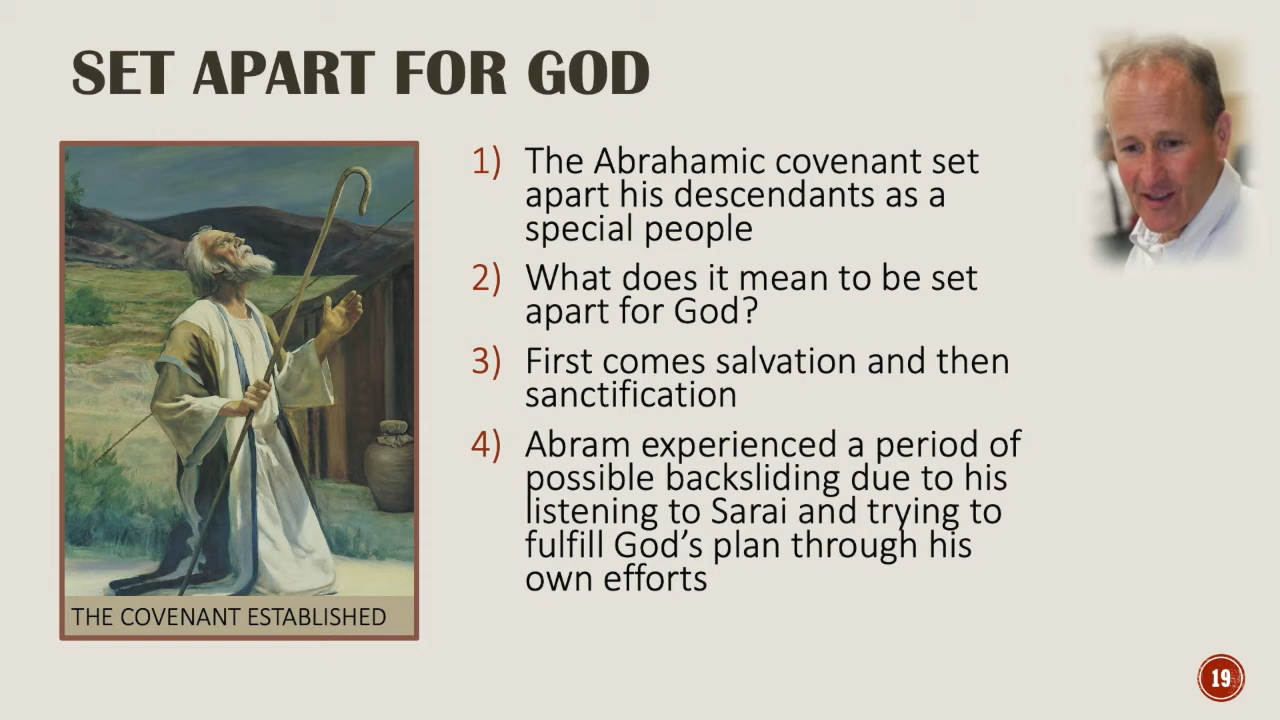 SET APART FOR GOD
1) The Abrahamic covenant set
apart his descendants as a
special people
2) What does it mean to be set
apart for God?
3) First comes salvation and then
sanctification
4) Abram experienced a period of
possible backsliding due to his
listening to Sarai and trying to
fulfill God’s plan through his
own efforts
THE COVENANT ESTABLISHED
19